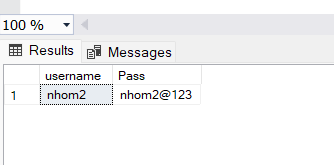 100 %
Results Messages
username Pass
1 nhom2 nhom2@123